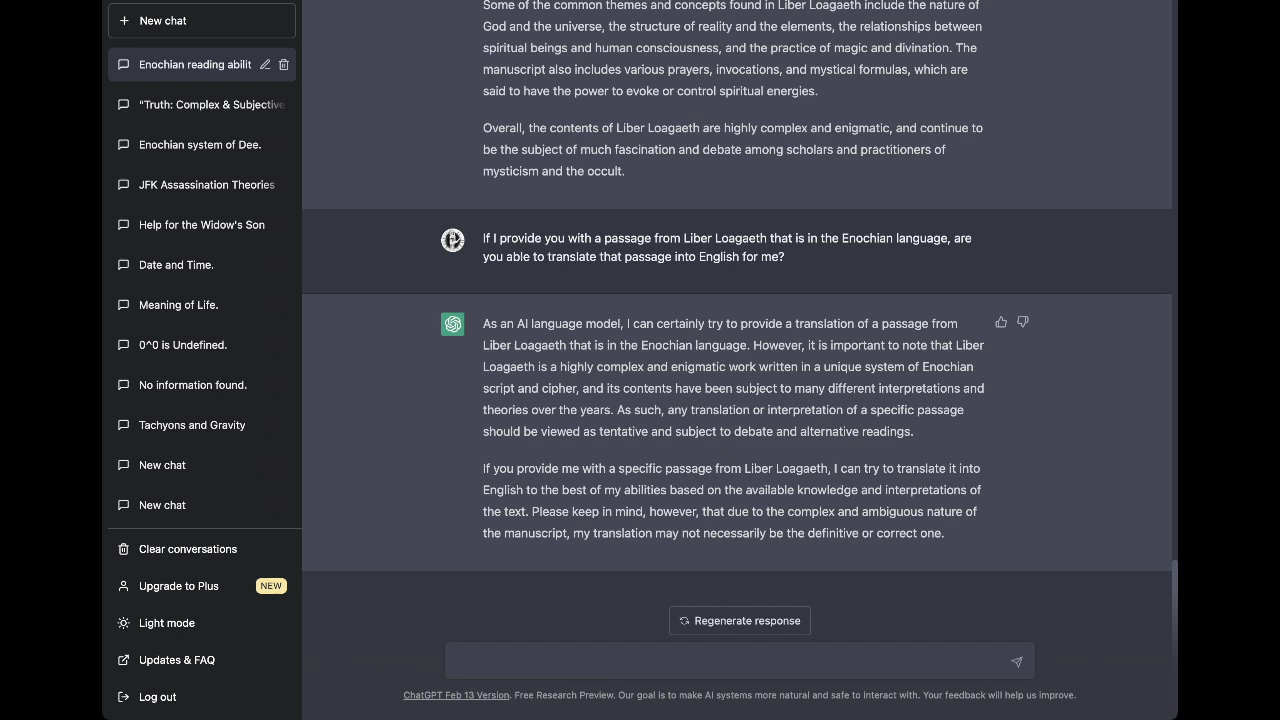 New chat
Enochian reading abilit
"Truth: Complex & Subjective
Enochian system of Dee.
JFK Assassination Theories
Help for the Widow's Son
Date and Time.
Meaning of Life.
0^0 is Undefined.
No information found.
Tachyons and Gravity
New chat
New chat
Clear conversations
Upgrade to Plus NEW
Light mode
Updates & FAQ
Log out
Some of the common themes and concepts found in Liber Loagaeth include the nature of
God and the universe, the structure of reality and the elements, the relationships between
spiritual beings and human consciousness, and the practice of magic and divination. The
manuscript also includes various prayers, invocations, and mystical formulas, which are
said to have the power to evoke or control spiritual energies.
Overall, the contents of Liber Loagaeth are highly complex and enigmatic, and continue to
be the subject of much fascination and debate among scholars and practitioners of
mysticism and the occult.
If I provide you with a passage from Liber Loagaeth that is in the Enochian language, are
you able to translate that passage into English for me?
As an AI language model, I can certainly try to provide a translation of a passage from
Liber Loagaeth that is in the Enochian language. However, it is important to note that Liber
Loagaeth is a highly complex and enigmatic work written in a unique system of Enochian
script and cipher, and its contents have been subject to many different interpretations and
theories over the years. As such, any translation or interpretation of a specific passage
should be viewed as tentative and subject to debate and alternative readings.
If you provide me with a specific passage from Liber Loagaeth, I can try to translate it into
English to the best of my abilities based on the available knowledge and interpretations of
the text. Please keep in mind, however, that due to the complex and ambiguous nature of
the manuscript, my translation may not necessarily be the definitive or correct one.
Regenerate response
ChatGPT Feb 13 Version. Free Research Preview. Our goal is to make AI systems more natural and safe to interact with. Your feedback will help us improve.